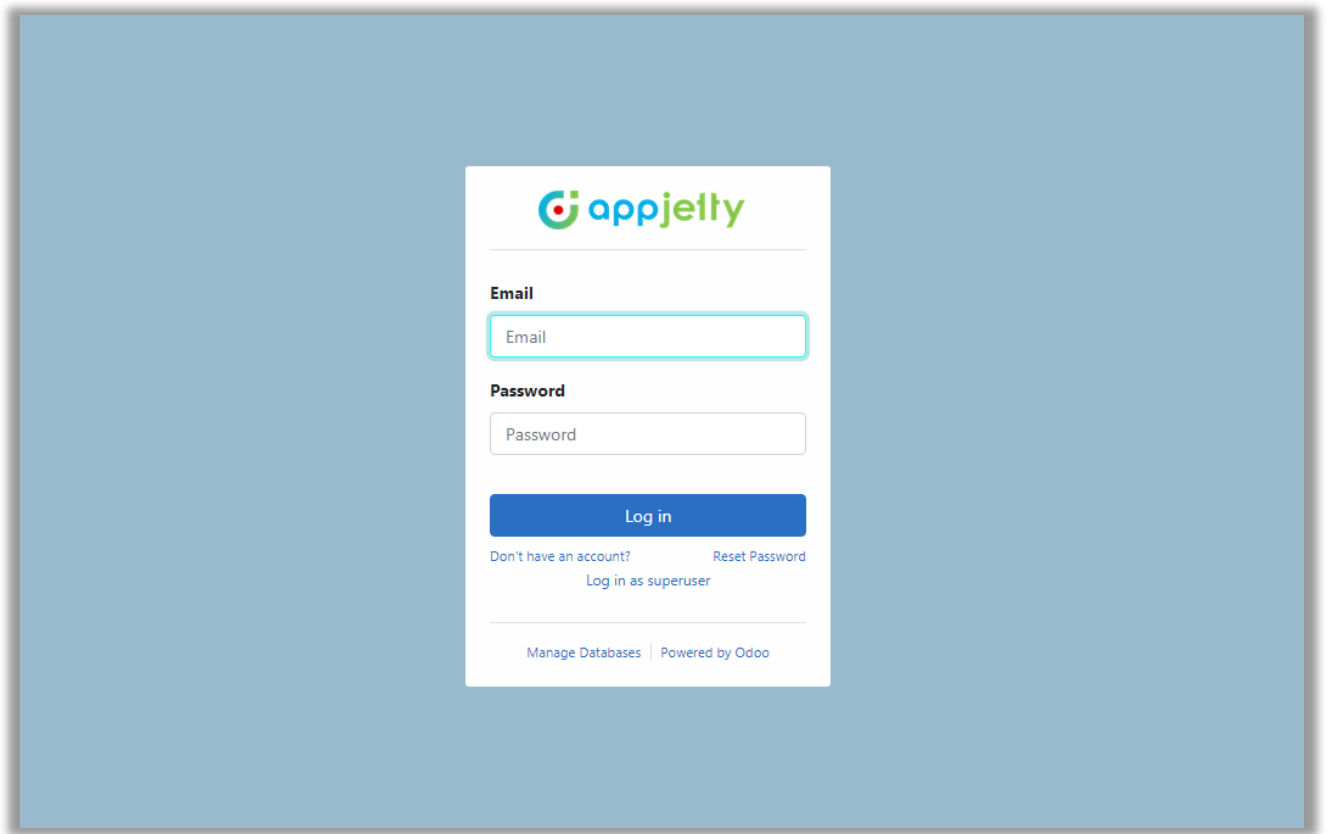 appjetty
Email
Email
Password
Password
Log in
Don't have an account? Reset Password
Log in as superuser
Manage Databases Powered by Odoo